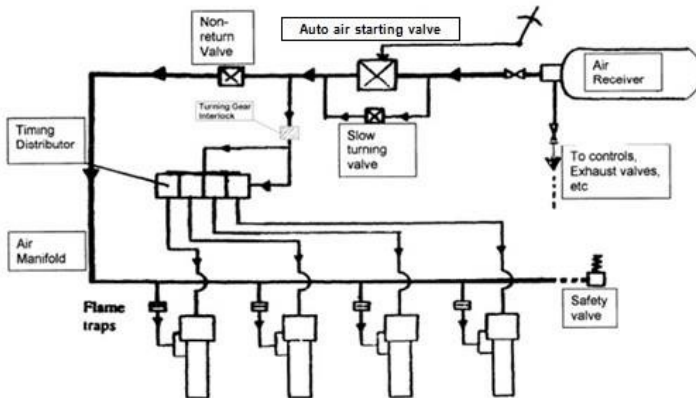 Non-
return
Valve
Auto air starting valve
Air
Receiver
Turning Gear
Interlock
Timing
Distributor
Slow
turning
valve
To controls,
Exhaust valves,
etc
Air
Manifold
Flame
traps
Safety
valve